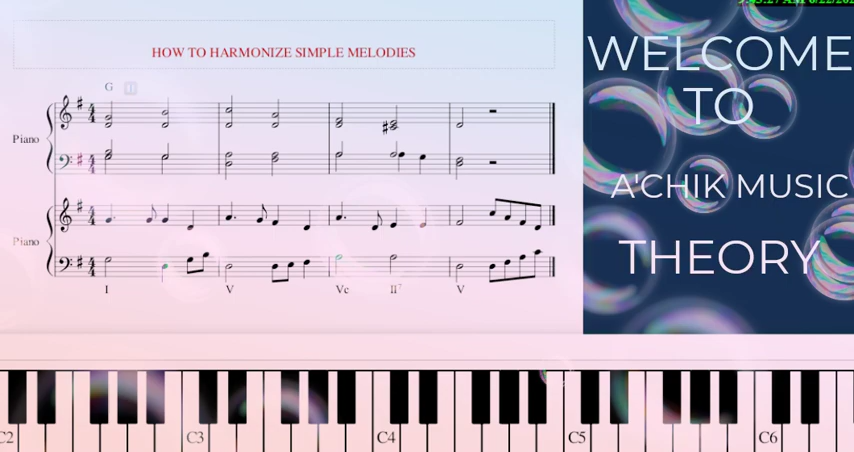 HOW TO HARMONIZE SIMPLE MELODIES
G
Piano
Piano
I V Vc II7 V
WELCOME
TO
A'CHIK MUSIC
THEORY
C2 C3 C4 C5 C6